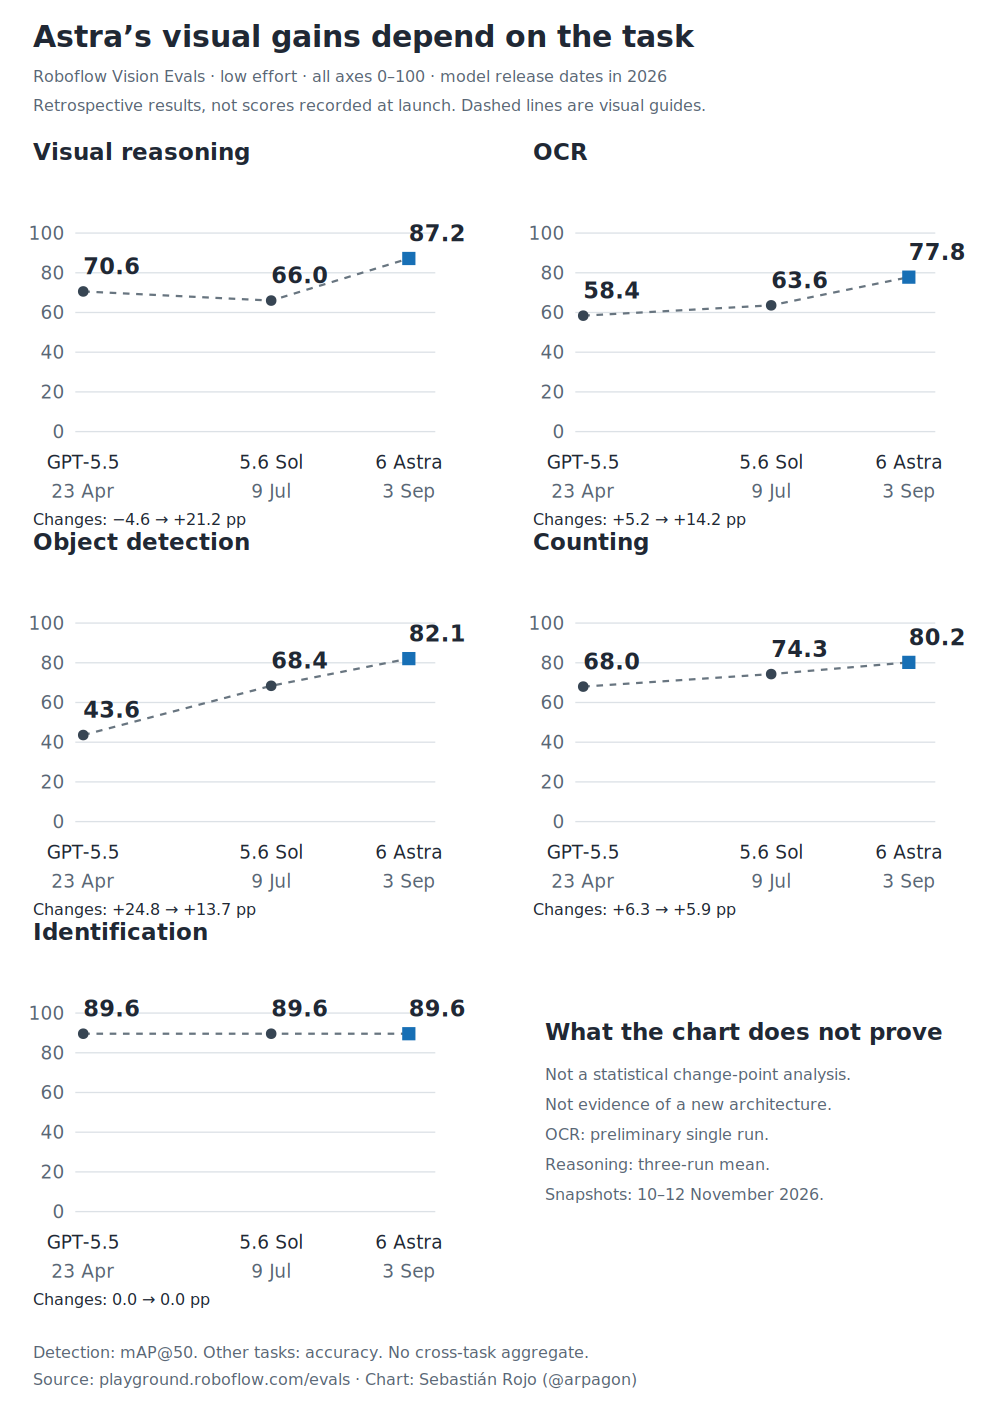 Astra’s visual gains depend on the task
Roboflow Vision Evals · low effort · all axes 0–100 · model release dates in 2026
Retrospective results, not scores recorded at launch. Dashed lines are visual guides.
Visual reasoning
100
80
60
40
20
0
70.6
66.0
87.2
GPT-5.5
5.6 Sol
6 Astra
23 Apr
9 Jul
3 Sep
Changes: −4.6 → +21.2 pp
OCR
100
80
60
40
20
0
58.4
63.6
77.8
GPT-5.5
5.6 Sol
6 Astra
23 Apr
9 Jul
3 Sep
Changes: +5.2 → +14.2 pp
Object detection
100
80
60
40
20
0
43.6
68.4
82.1
GPT-5.5
5.6 Sol
6 Astra
23 Apr
9 Jul
3 Sep
Changes: +24.8 → +13.7 pp
Counting
100
80
60
40
20
0
68.0
74.3
80.2
GPT-5.5
5.6 Sol
6 Astra
23 Apr
9 Jul
3 Sep
Changes: +6.3 → +5.9 pp
Identification
100
80
60
40
20
0
89.6
89.6
89.6
GPT-5.5
5.6 Sol
6 Astra
23 Apr
9 Jul
3 Sep
Changes: 0.0 → 0.0 pp
What the chart does not prove
Not a statistical change-point analysis.
Not evidence of a new architecture.
OCR: preliminary single run.
Reasoning: three-run mean.
Snapshots: 10–12 November 2026.
Detection: mAP@50. Other tasks: accuracy. No cross-task aggregate.
Source: playground.roboflow.com/evals · Chart: Sebastián Rojo (@arpagon)